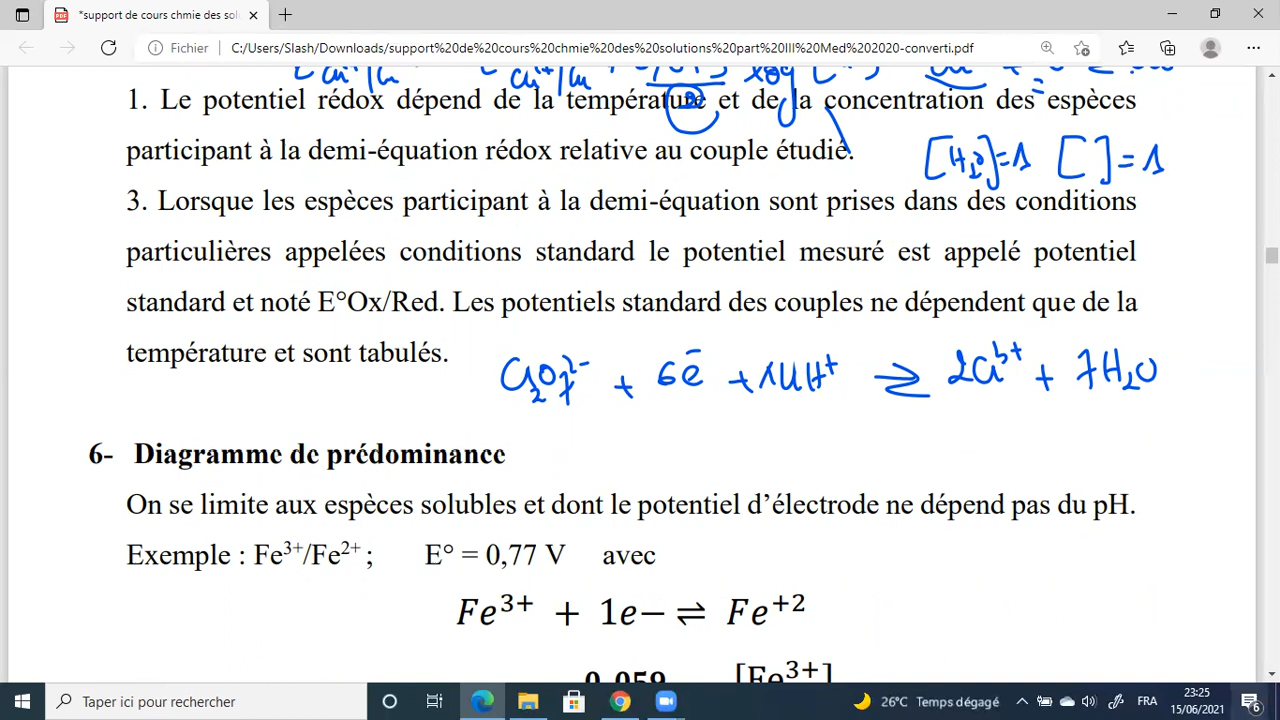 *support de cours chmie des solu
Fichier
C:/Users/Slash/Downloads/support%20de%20cours%20chmie%20des%20solutions%20part%20III%20Med%202020-converti.pdf
1. Le potentiel rédox dépend de la température et de la concentration des espèces
participant à la demi-équation rédox relative au couple étudié.
[H2O]=1 [ ]=1
3. Lorsque les espèces participant à la demi-équation sont prises dans des conditions
particulières appelées conditions standard le potentiel mesuré est appelé potentiel
standard et noté E°Ox/Red. Les potentiels standard des couples ne dépendent que de la
température et sont tabulés.
Cr2O7²⁻ + 6e⁻ + 14H⁺ ⇌ 2Cr³⁺ + 7H2O
6- Diagramme de prédominance
On se limite aux espèces solubles et dont le potentiel d’électrode ne dépend pas du pH.
Exemple : Fe³⁺/Fe²⁺ ; E° = 0,77 V avec
Fe³⁺ + 1e− ⇌ Fe⁺²
0,059 [Fe³⁺]
Taper ici pour rechercher
26°C Temps dégagé
FRA
23:25
15/06/2021
6